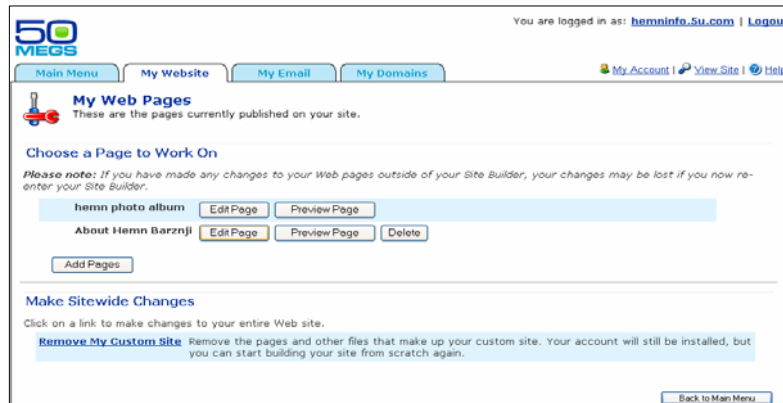 You are logged in as: hemninfo.5u.com | Logou
50
MEGS
Main Menu My Website My Email My Domains My Account | View Site | Help
My Web Pages
These are the pages currently published on your site.
Choose a Page to Work On
Please note: If you have made any changes to your Web pages outside of your Site Builder, your changes may be lost if you now re-
enter your Site Builder.
hemn photo album Edit Page Preview Page
About Hemn Barznji Edit Page Preview Page Delete
Add Pages
Make Sitewide Changes
Click on a link to make changes to your entire Web site.
Remove My Custom Site Remove the pages and other files that make up your custom site. Your account will still be installed, but
you can start building your site from scratch again.
Back to Main Menu